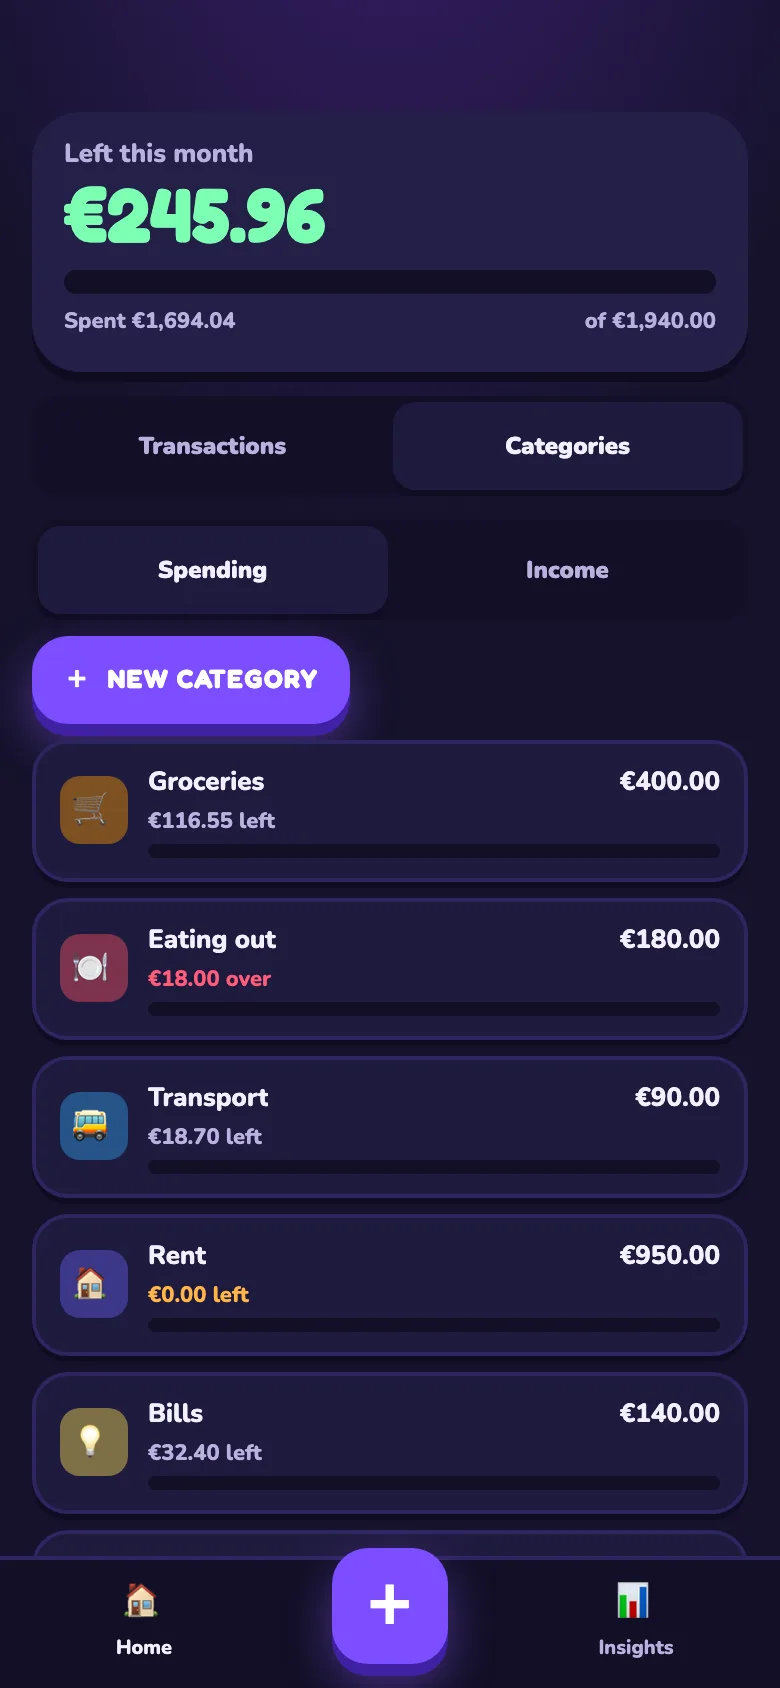 Left this month
€245.96
Spent €1,694.04 of €1,940.00
Transactions Categories
Spending Income
+ NEW CATEGORY
Groceries €400.00
€116.55 left
Eating out €180.00
€18.00 over
Transport €90.00
€18.70 left
Rent €950.00
€0.00 left
Bills €140.00
€32.40 left
+
Home Insights